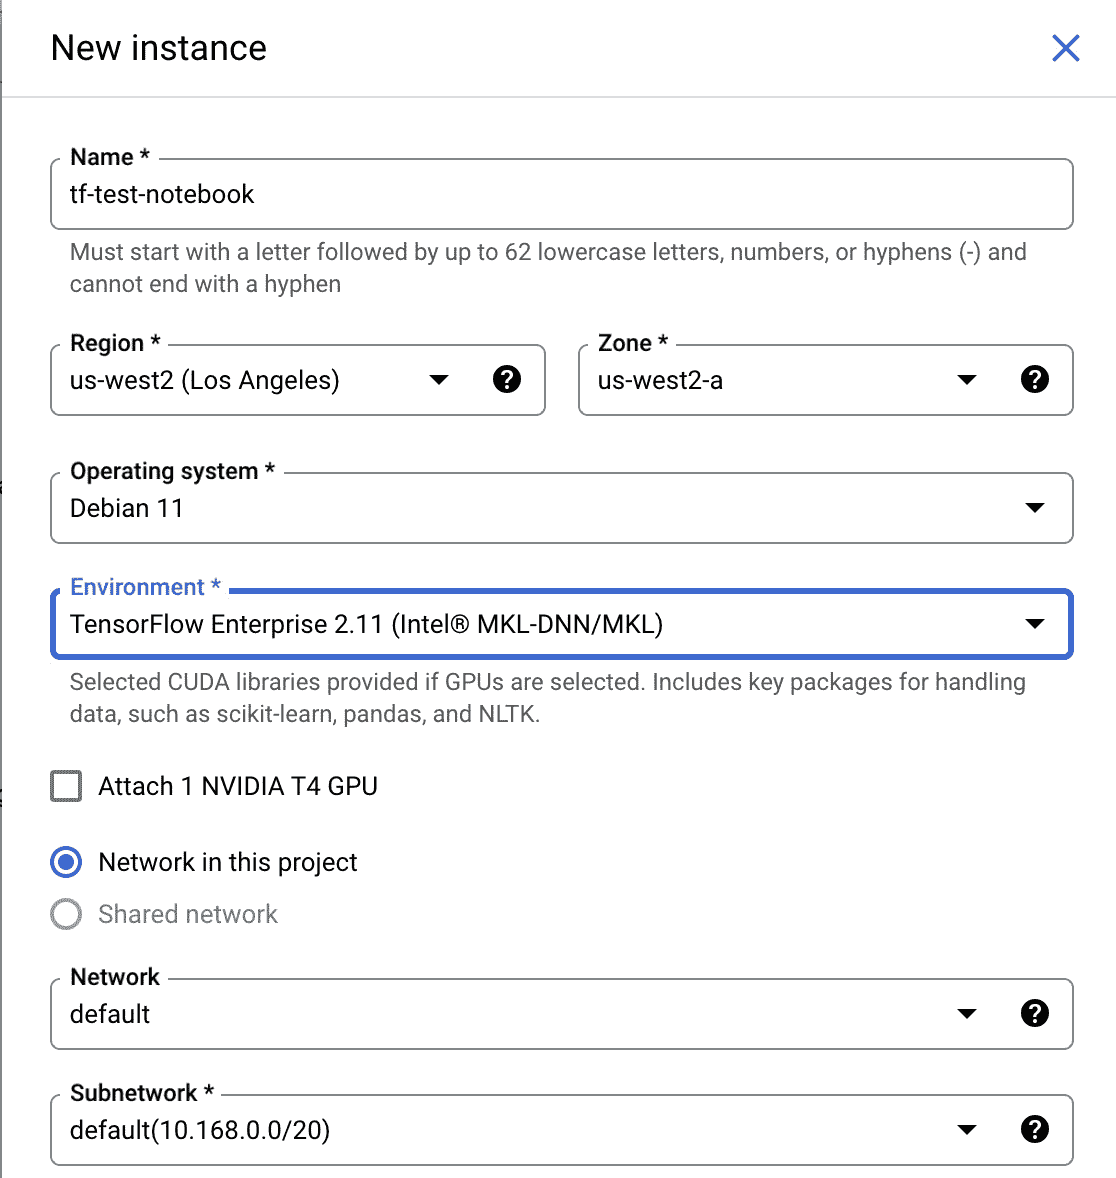 New instance
Name *
tf-test-notebook
Must start with a letter followed by up to 62 lowercase letters, numbers, or hyphens (-) and
cannot end with a hyphen
Region *
us-west2 (Los Angeles)
Zone *
us-west2-a
Operating system *
Debian 11
Environment *
TensorFlow Enterprise 2.11 (Intel® MKL-DNN/MKL)
Selected CUDA libraries provided if GPUs are selected. Includes key packages for handling
data, such as scikit-learn, pandas, and NLTK.
Attach 1 NVIDIA T4 GPU
Network in this project
Shared network
Network
default
Subnetwork *
default(10.168.0.0/20)